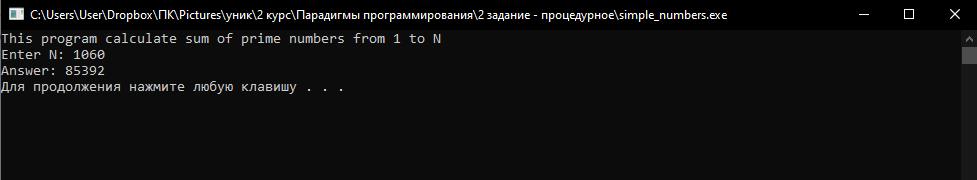 C:\Users\User\Dropbox\ПК\Pictures\уник\2 курс\Парадигмы программирования\2 задание - процедурное\simple_numbers.exe
This program calculate sum of prime numbers from 1 to N
Enter N: 1060
Answer: 85392
Для продолжения нажмите любую клавишу . . .